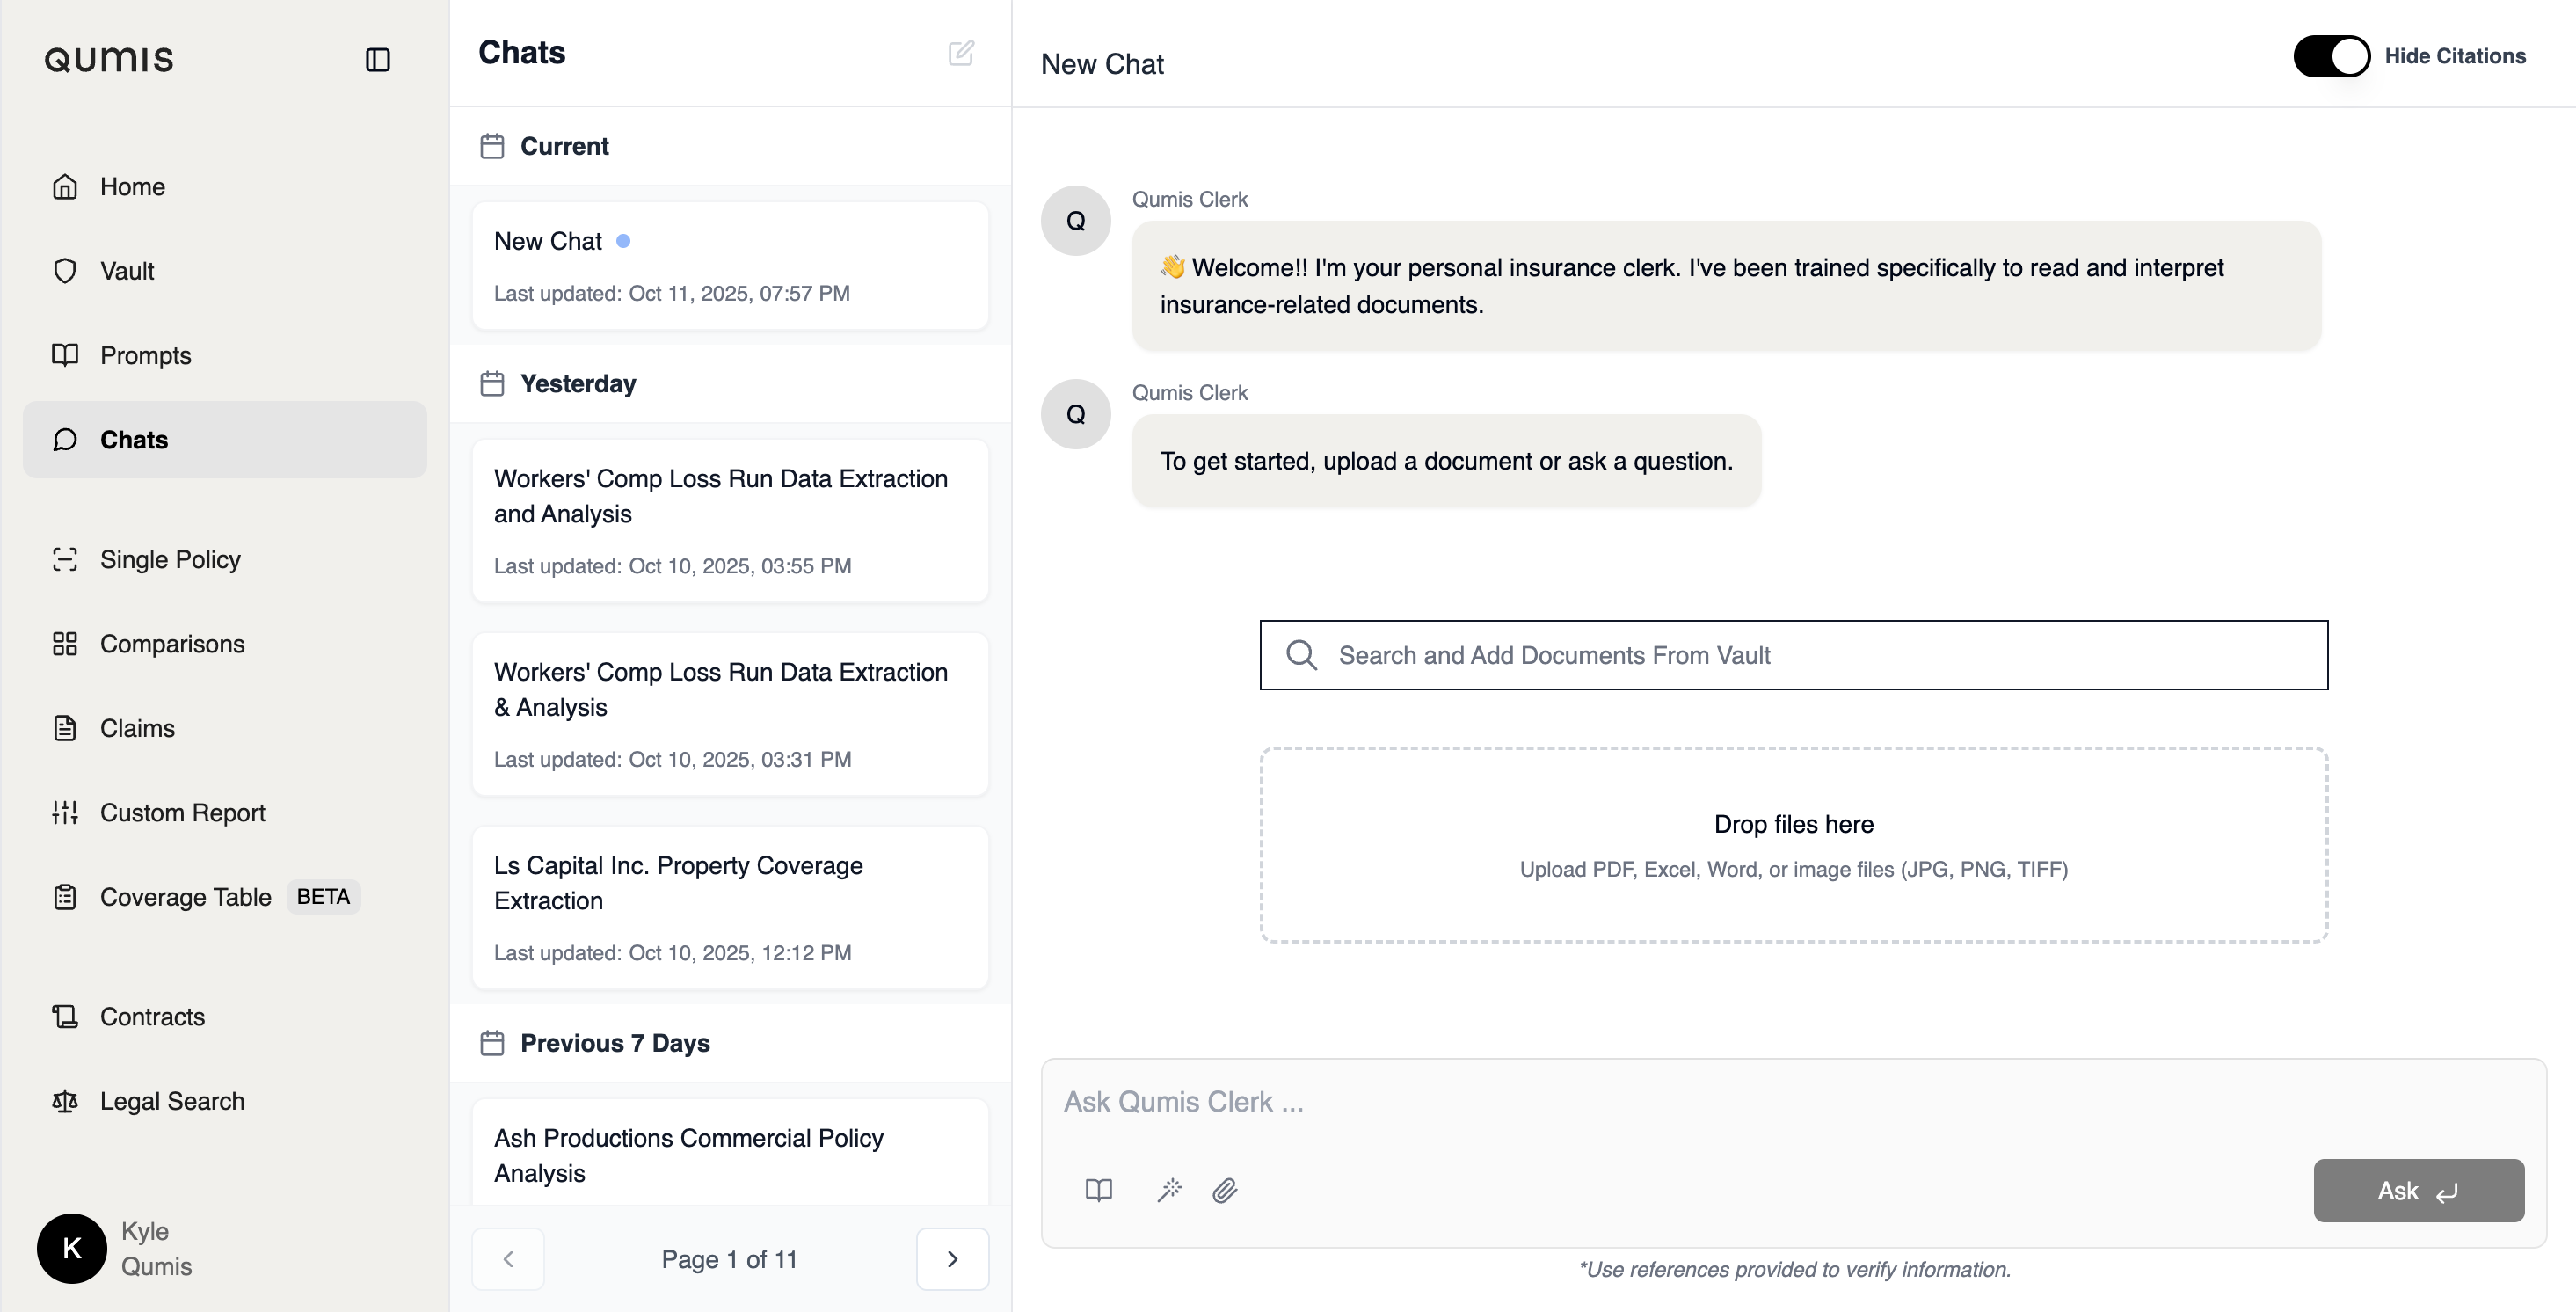 QUMIS
Home
Vault
Prompts
Chats
Single Policy
Comparisons
Claims
Custom Report
Coverage Table BETA
Contracts
Legal Search
K
Kyle
Qumis
Chats
Current
New Chat
Last updated: Oct 11, 2025, 07:57 PM
Yesterday
Workers' Comp Loss Run Data Extraction
and Analysis
Last updated: Oct 10, 2025, 03:55 PM
Workers' Comp Loss Run Data Extraction
& Analysis
Last updated: Oct 10, 2025, 03:31 PM
Ls Capital Inc. Property Coverage
Extraction
Last updated: Oct 10, 2025, 12:12 PM
Previous 7 Days
Ash Productions Commercial Policy
Analysis
Page 1 of 11
New Chat
Hide Citations
Q
Qumis Clerk
👋 Welcome!! I'm your personal insurance clerk. I've been trained specifically to read and interpret
insurance-related documents.
Q
Qumis Clerk
To get started, upload a document or ask a question.
Search and Add Documents From Vault
Drop files here
Upload PDF, Excel, Word, or image files (JPG, PNG, TIFF)
Ask Qumis Clerk ...
Ask
*Use references provided to verify information.